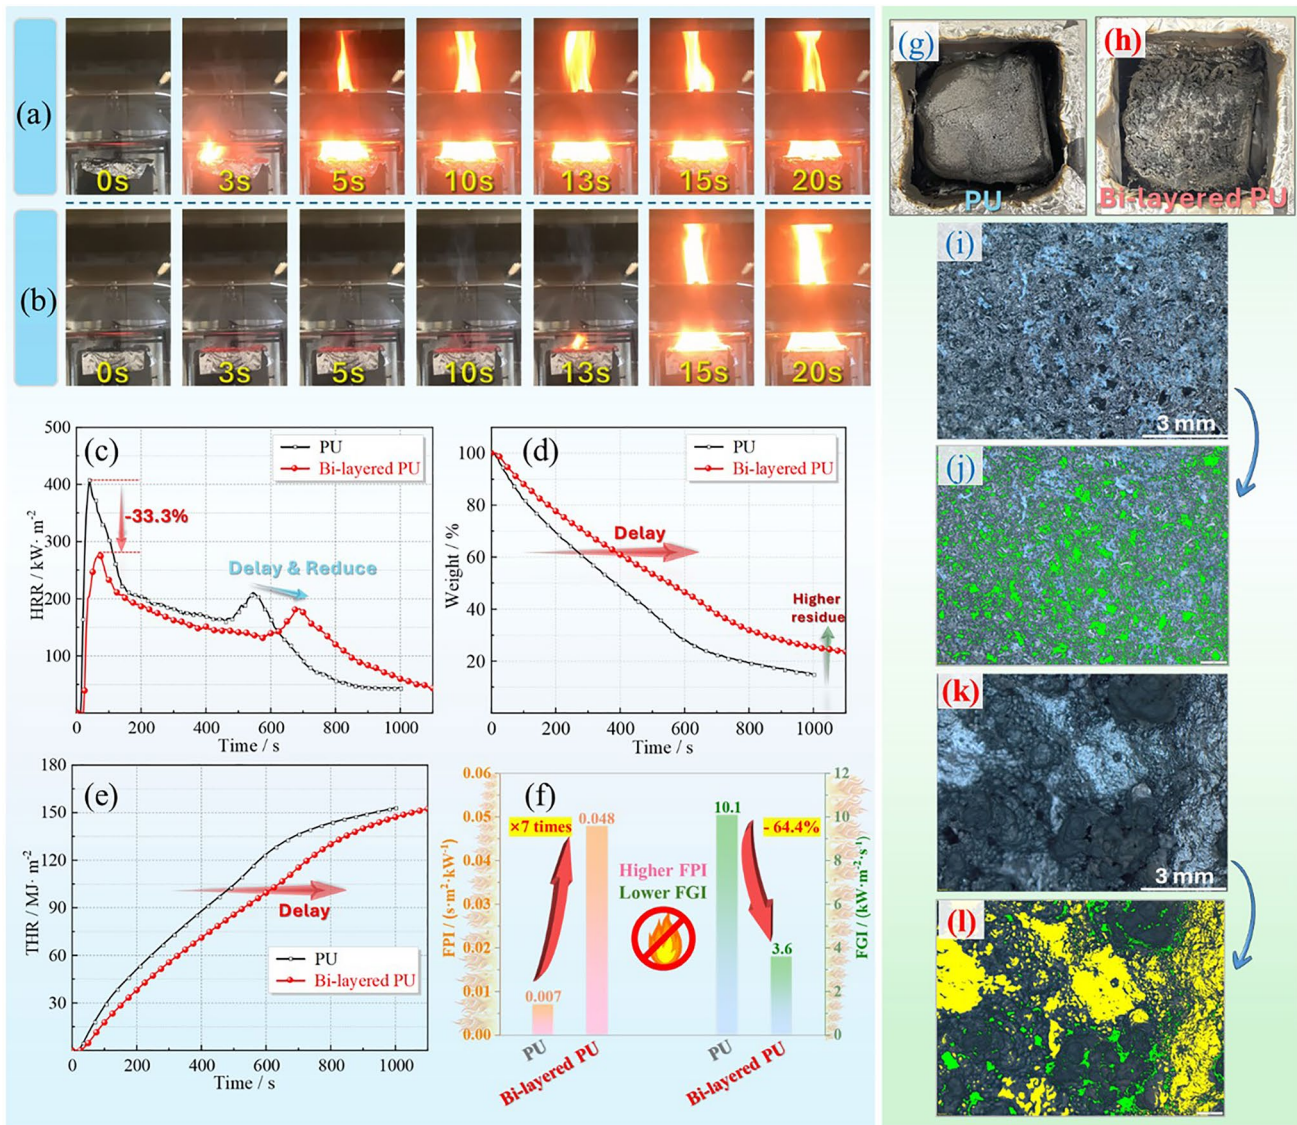 (a)
0s
3s
5s
10s
13s
15s
20s
(b)
0s
3s
5s
10s
13s
15s
20s
(c)
PU
Bi-layered PU
-33.3%
Delay & Reduce
HRR / kW· m-2
500
400
300
200
100
0
200
400
600
800
1000
Time / s
(d)
PU
Bi-layered PU
Delay
Higher
residue
Weight / %
100
80
60
40
20
0
200
400
600
800
1000
Time / s
(e)
PU
Bi-layered PU
Delay
THR / MJ· m-2
180
150
120
90
60
30
0
200
400
600
800
1000
Time / s
(f)
×7 times
0.048
0.007
Higher FPI
Lower FGI
10.1
- 64.4%
3.6
FPI / (s·m2·kW-1)
0.06
0.05
0.04
0.03
0.02
0.01
0.00
FGI / (kW·m-2·s-1)
12
10
8
6
4
2
0
PU
Bi-layered PU
PU
Bi-layered PU
(g)
PU
(h)
Bi-layered PU
(i)
3 mm
(j)
(k)
3 mm
(l)